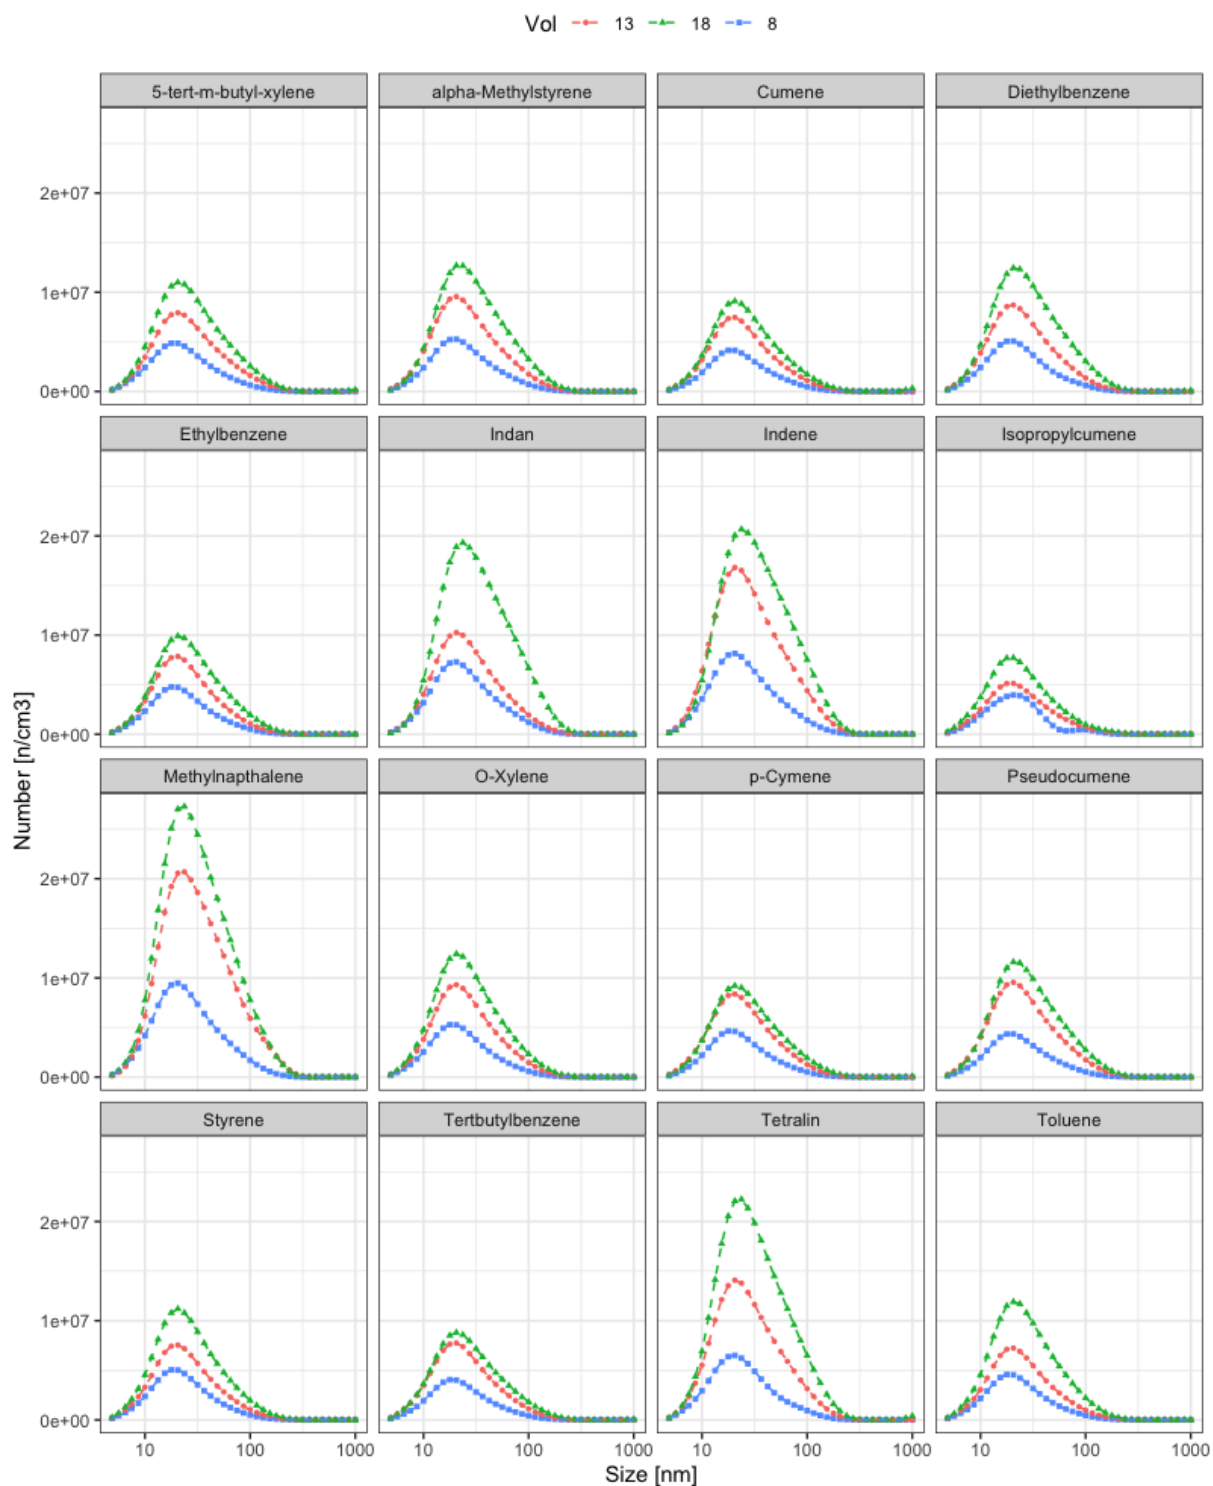 Vol 13 18 8
5-tert-m-butyl-xylene alpha-Methylstyrene Cumene Diethylbenzene
2e+07
1e+07
0e+00
Ethylbenzene Indan Indene Isopropylcumene
2e+07
1e+07
0e+00
Number [n/cm3]
Methylnapthalene O-Xylene p-Cymene Pseudocumene
2e+07
1e+07
0e+00
Styrene Tertbutylbenzene Tetralin Toluene
2e+07
1e+07
0e+00
10 100 1000 10 100 1000 10 100 1000 10 100 1000
Size [nm]